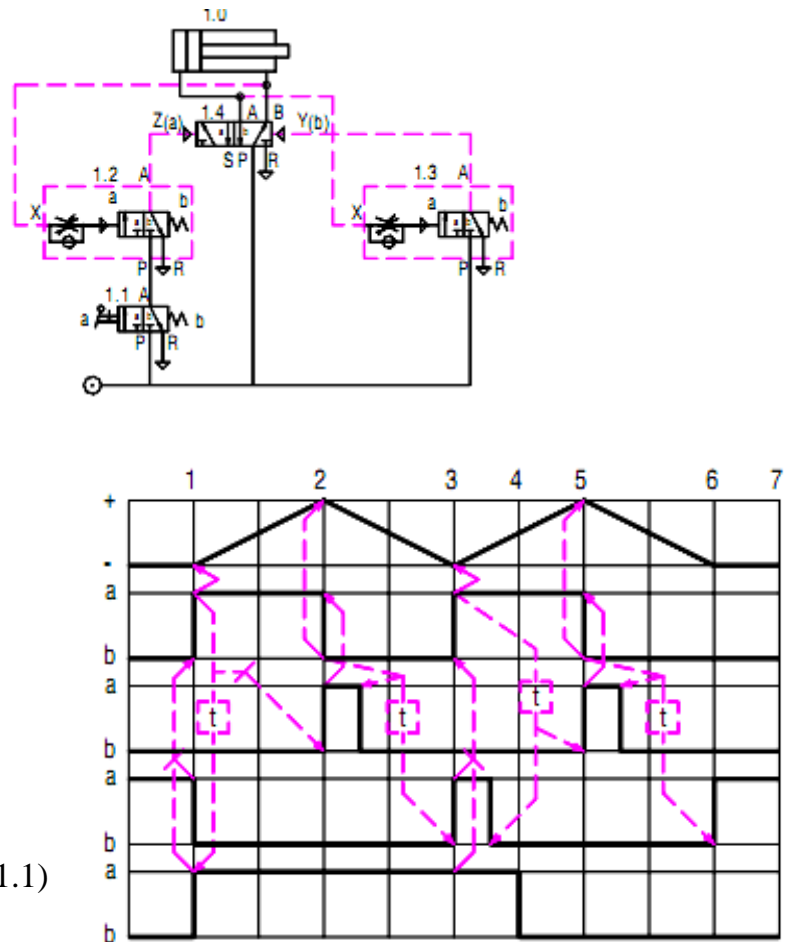 1.0
Z(a) 1.4 A B Y(b)
a b
S P R
1.2 A
1.3 A
X a b
X a b
a b
a b
P R
P R
1.1 A
a b
P R
1 2 3 4 5 6 7
+
-
a
b
a
t t t t
b
a
b
1.1) a
b